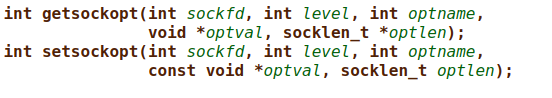 int getsockopt(int sockfd, int level, int optname,
void *optval, socklen_t *optlen);
int setsockopt(int sockfd, int level, int optname,
const void *optval, socklen_t optlen);